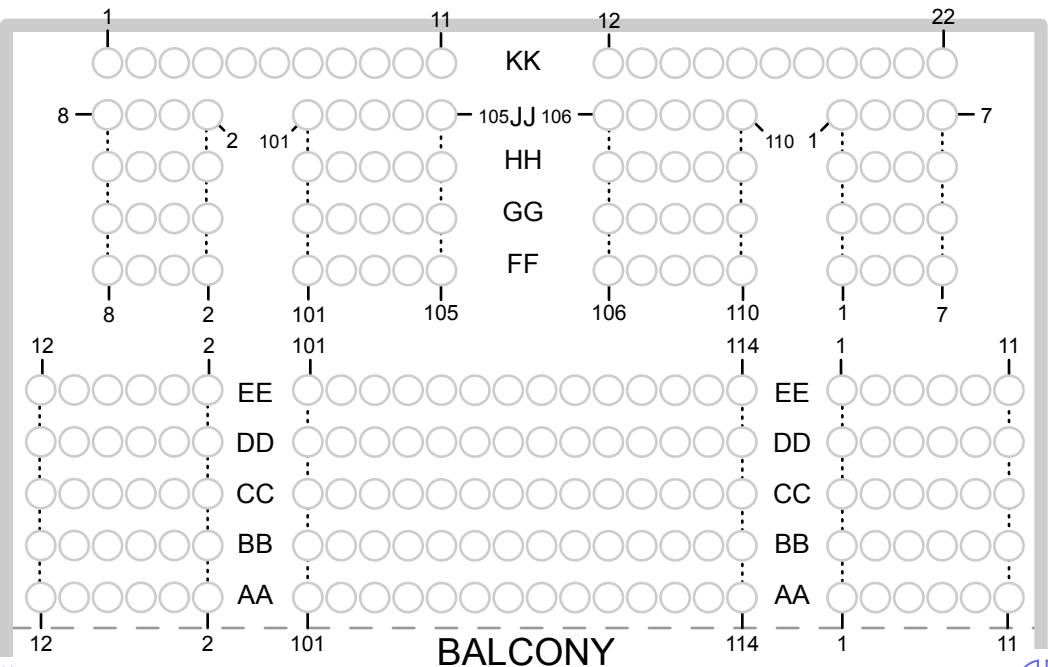 1 11 12 22
KK
8 2 101 105 JJ 106 110 1 7
HH
GG
FF
8 2 101 105 106 110 1 7
12 2 101 114 1 11
EE EE
DD DD
CC CC
BB BB
AA AA
12 2 101 114 1 11
BALCONY